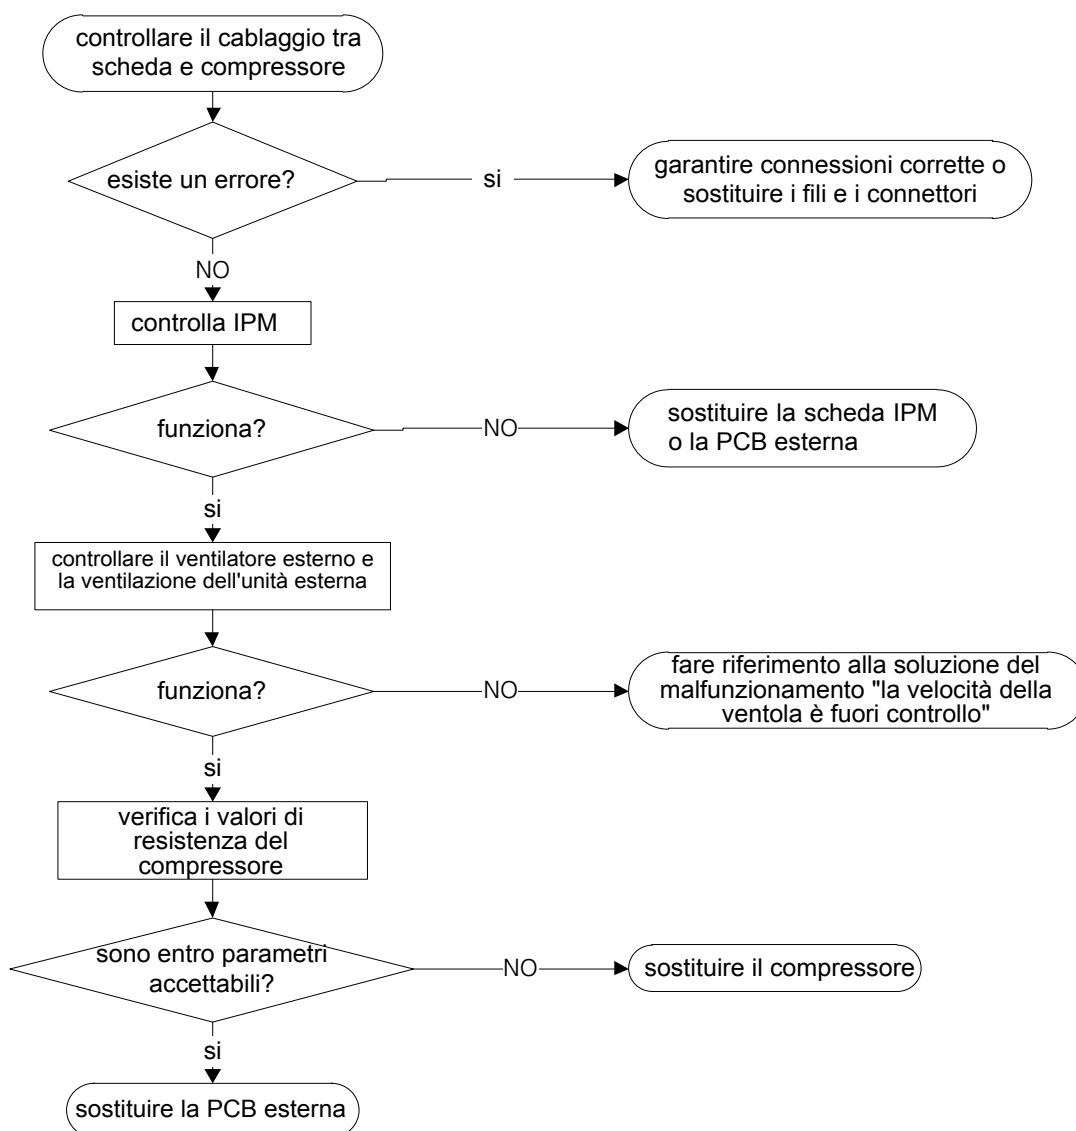 controllare il cablaggio tra
scheda e compressore
esiste un errore?
si
garantire connessioni corrette o
sostituire i fili e i connettori
NO
controlla IPM
funziona?
NO
sostituire la scheda IPM
o la PCB esterna
si
controllare il ventilatore esterno e
la ventilazione dell'unità esterna
funziona?
NO
fare riferimento alla soluzione del
malfunzionamento "la velocità della
ventola è fuori controllo"
si
verifica i valori di
resistenza del
compressore
sono entro parametri
accettabili?
NO
sostituire il compressore
si
sostituire la PCB esterna